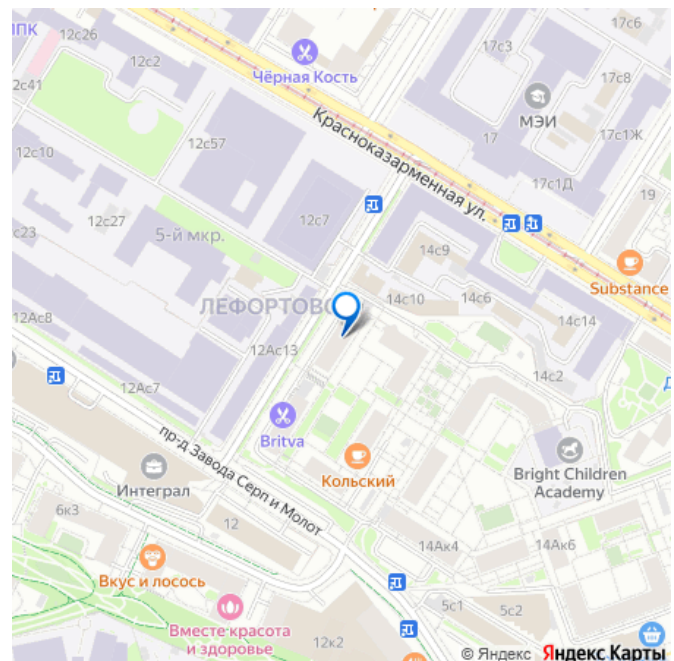 ЛПК
12с26
12с2
с41
12с10
12с57
Чёрная Кость
17с6
17с3
17с8
МЭИ
17
17с1Ж
17с1Д
19
Красноказарменная ул.
12с7
12с27
с23
5-й мкр.
14с9
14с10
14с6
Substance
ЛЕФОРТОВО
12Ас8
12Ас13
14с14
14с2
12Ас7
Britva
пр-д Завода Серп и Молот
Кольский
Bright Children
Academy
Интеграл
6к3
12
14Ак4
14Ак6
Вкус и лосось
5с1
5с2
Вместе красота
и здоровье
12к2
© Яндекс Яндекс Карты